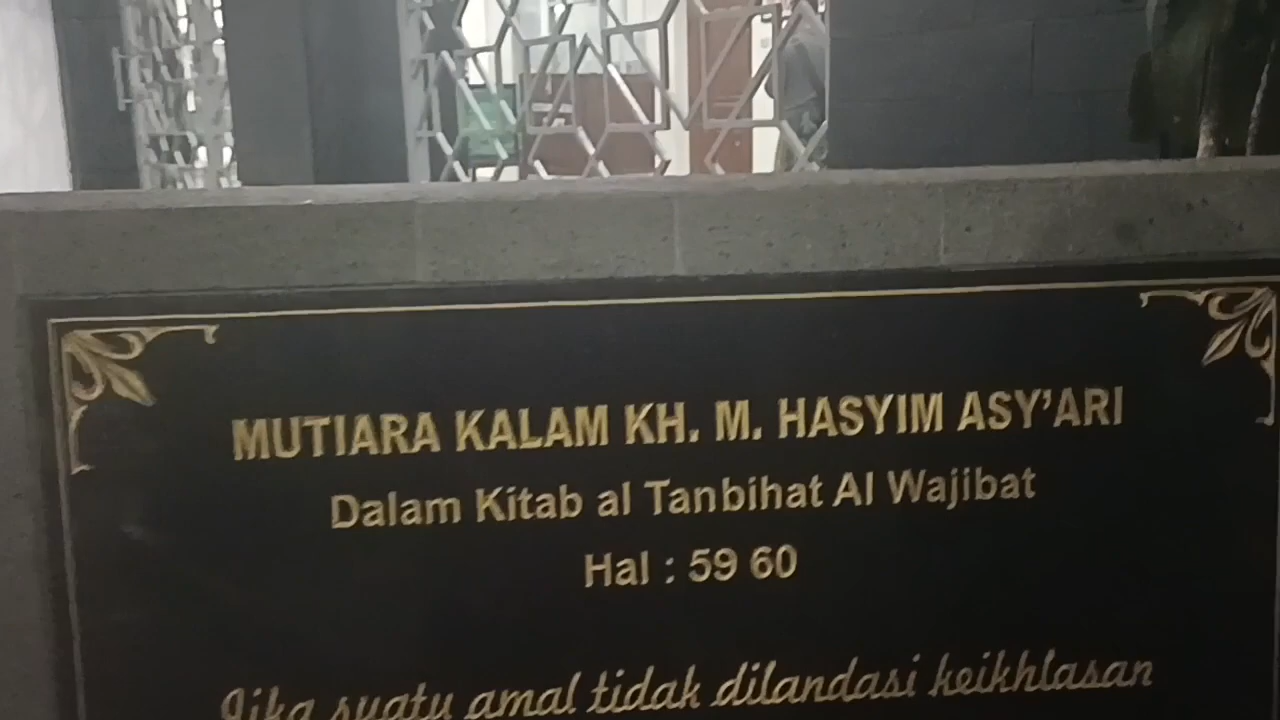 MUTIARA KALAM KH. M. HASYIM ASY'ARI
Dalam Kitab al Tanbihat Al Wajibat
Hal : 59 60
Jika suatu amal tidak dilandasi keikhlasan